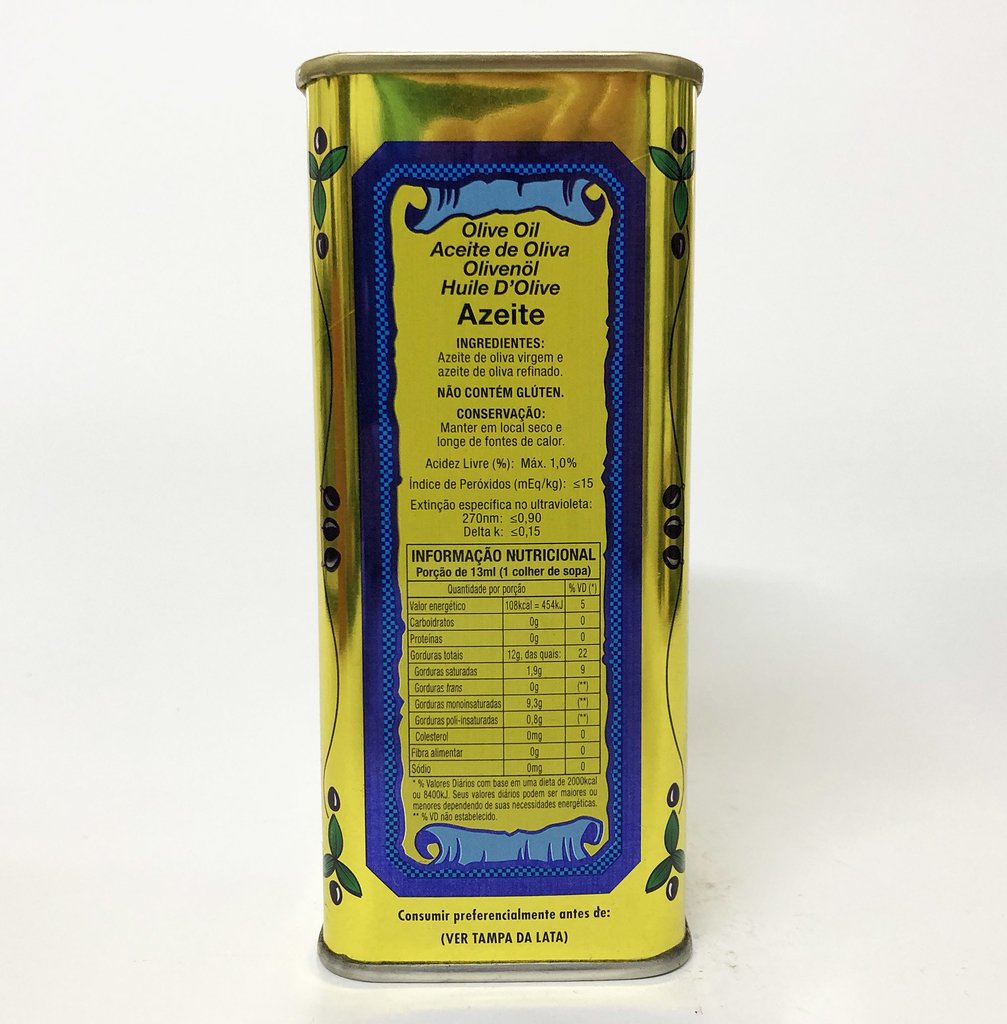 Olive Oil
Aceite de Oliva
Olivenöl
Huile D'Olive
Azeite
INGREDIENTES:
Azeite de oliva virgem e
azeite de oliva refinado.
NÃO CONTÉM GLÚTEN.
CONSERVAÇÃO:
Manter em local seco e
longe de fontes de calor.
Acidez Livre (%): Máx. 1,0%
Índice de Peróxidos (mEq/kg): ≤15
Extinção específica no ultravioleta:
270nm: ≤0,90
Delta k: ≤0,15
INFORMAÇÃO NUTRICIONAL
Porção de 13ml (1 colher de sopa)
Quantidade por porção % VD (*)
Valor energético 108kcal = 454kJ 5
Carboidratos 0g 0
Proteínas 0g 0
Gorduras totais 12g, das quais: 22
Gorduras saturadas 1,9g 9
Gorduras trans 0g (**)
Gorduras monoinsaturadas 9,3g (**)
Gorduras poli-insaturadas 0,8g (**)
Colesterol 0mg 0
Fibra alimentar 0g 0
Sódio 0mg 0
* % Valores Diários com base em uma dieta de 2000kcal
ou 8400kJ. Seus valores diários podem ser maiores ou
menores dependendo de suas necessidades energéticas.
** % VD não estabelecido.
Consumir preferencialmente antes de:
(VER TAMPA DA LATA)